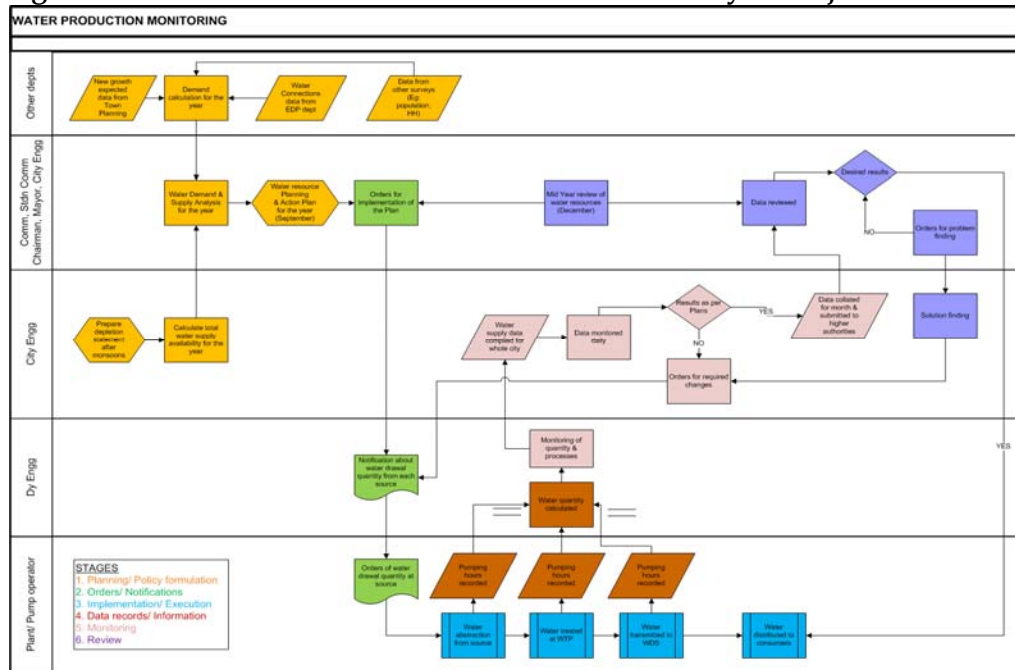 WATER PRODUCTION MONITORING
Other depts
New growth
expected
data from
Town
Planning
Demand
calculation for the
year
Water
Connections
data from
EDP dept
Data from
other surveys
(Eg:
population,
HH)
Comm, Stdn Comm
Chairman, Mayor, City Engg
Water Demand &
Supply Analysis
for the year
Water resource
Planning
& Action Plan
for the year
(September)
Orders for
implementation of
the Plan
Mid Year review of
water resources
(December)
Data reviewed
Desired results
NO
Orders for problem
finding
City Engg
Prepare
depletion
statement
after
monsoons
Calculate total
water supply
availability for the
year
Water
supply data
compiled for
whole city
Data monitored
daily
Results as per
Plans
YES
NO
Data collated
for month &
submitted to
higher
authorities
Solution finding
Orders for required
changes
Dy Engg
Notification about
water drawal
quantity from each
source
Monitoring of
quantity &
processes
Water quantity
calculated
YES
Plant/ Pump operator
STAGES
1. Planning/ Policy formulation
2. Orders/ Notifications
3. Implementation/ Execution
4. Data records/ Information
5. Monitoring
6. Review
Orders of water
drawal quantity at
source
Pumping
hours
recorded
Pumping
hours
recorded
Pumping
hours
recorded
Water
abstraction
from source
Water treated
at WTP
Water
transmitted to
WDS
Water
distributed to
consumers